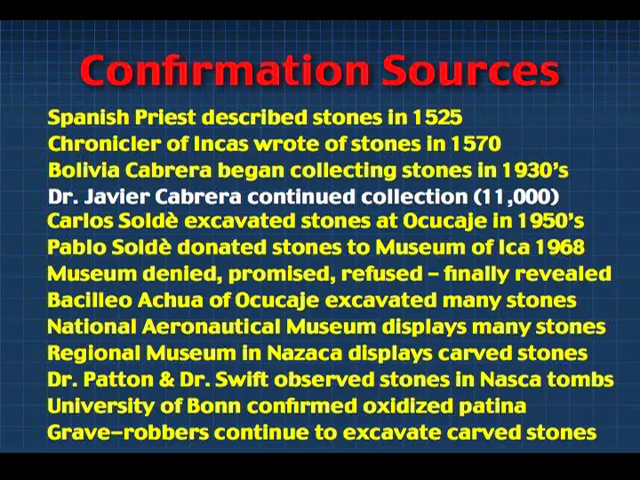 Confirmation Sources
Spanish Priest described stones in 1525
Chronicler of Incas wrote of stones in 1570
Bolivia Cabrera began collecting stones in 1930's
Dr. Javier Cabrera continued collection (11,000)
Carlos Soldè excavated stones at Ocucaje in 1950's
Pablo Soldè donated stones to Museum of Ica 1968
Museum denied, promised, refused – finally revealed
Bacilleo Achua of Ocucaje excavated many stones
National Aeronautical Museum displays many stones
Regional Museum in Nazaca displays carved stones
Dr. Patton & Dr. Swift observed stones in Nasca tombs
University of Bonn confirmed oxidized patina
Grave–robbers continue to excavate carved stones